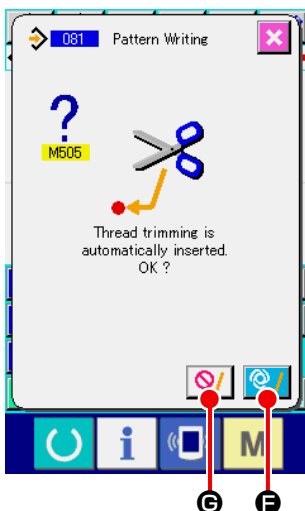 081 Pattern Writing
?
M505
Thread trimming is
automatically inserted.
OK ?
i M
G F